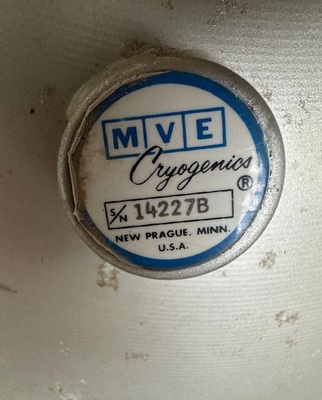 MVE
Cryogenics
®
S/N 14227B
NEW PRAGUE, MINN.
U.S.A.